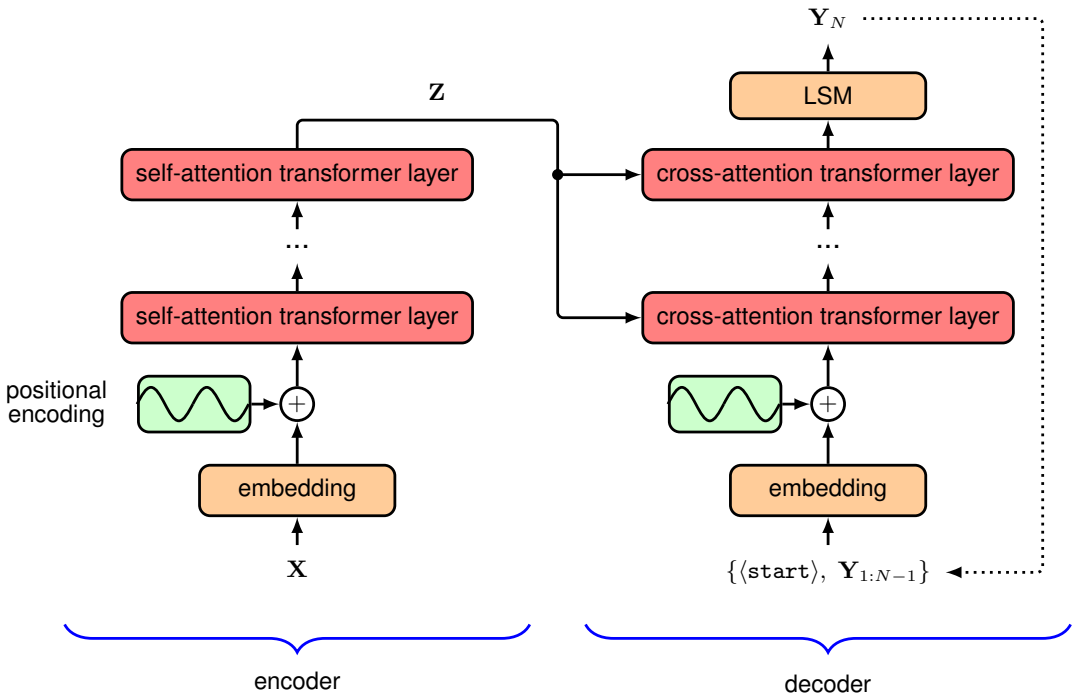 Y_N
LSM
Z
self-attention transformer layer
cross-attention transformer layer
...
...
self-attention transformer layer
cross-attention transformer layer
positional
encoding
+
+
embedding
embedding
X
{⟨start⟩, Y_{1:N−1}}
encoder
decoder